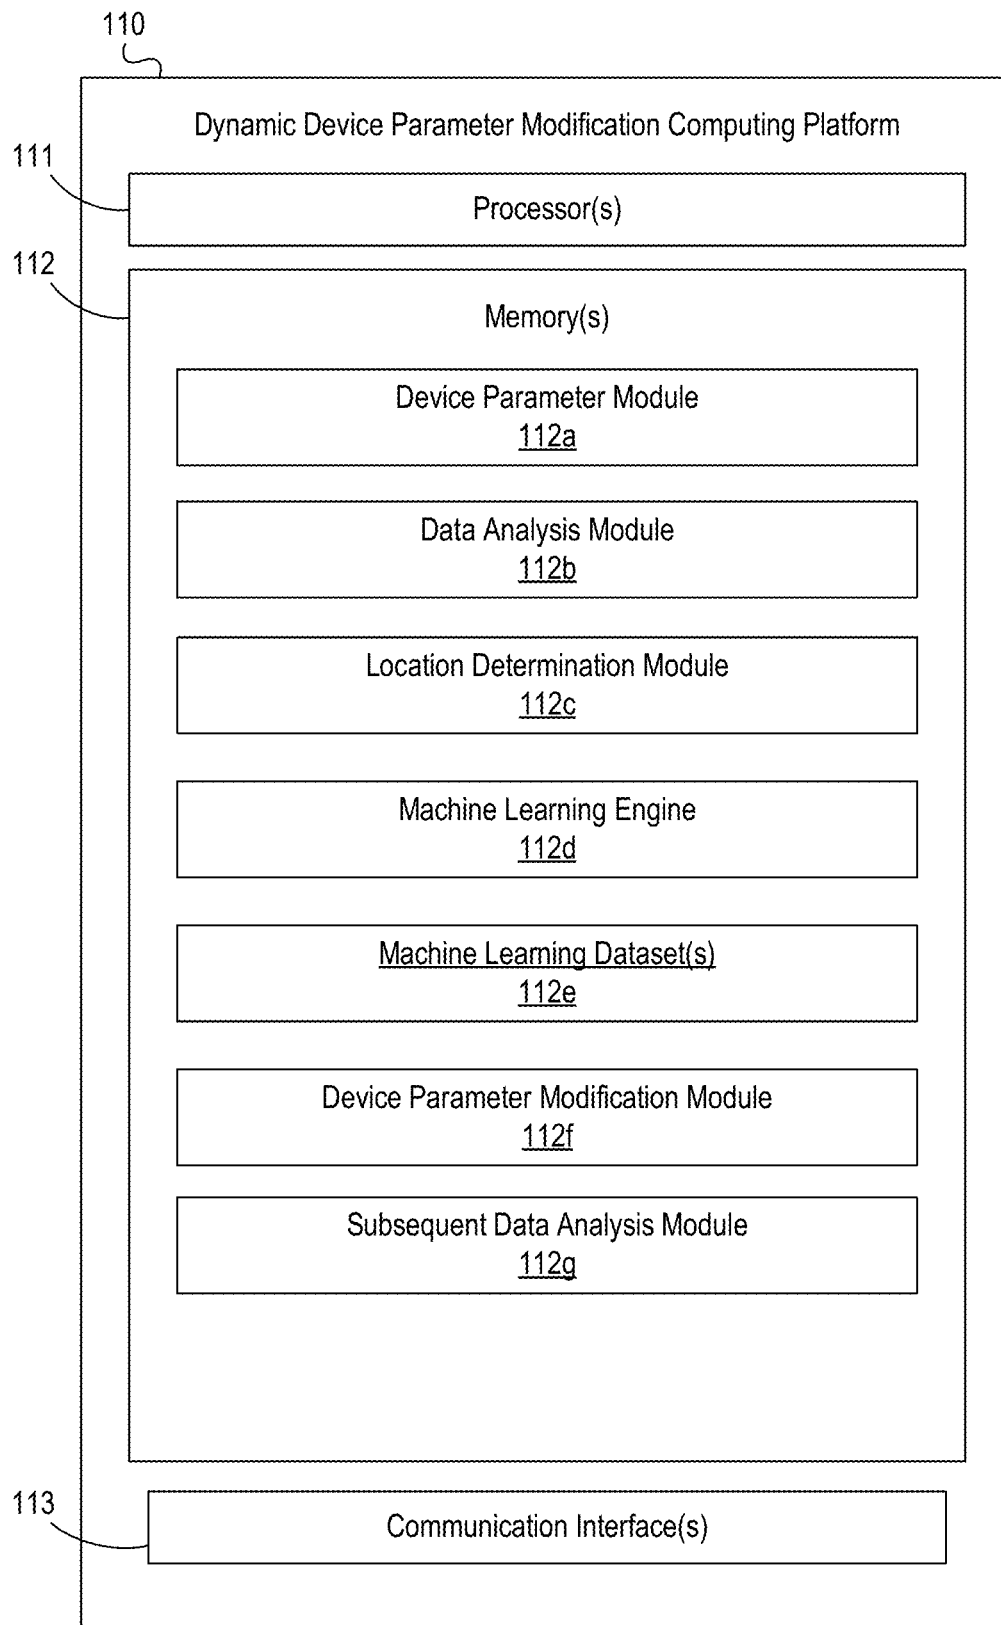 110
Dynamic Device Parameter Modification Computing Platform
111
Processor(s)
112
Memory(s)
Device Parameter Module
112a
Data Analysis Module
112b
Location Determination Module
112c
Machine Learning Engine
112d
Machine Learning Dataset(s)
112e
Device Parameter Modification Module
112f
Subsequent Data Analysis Module
112g
113
Communication Interface(s)